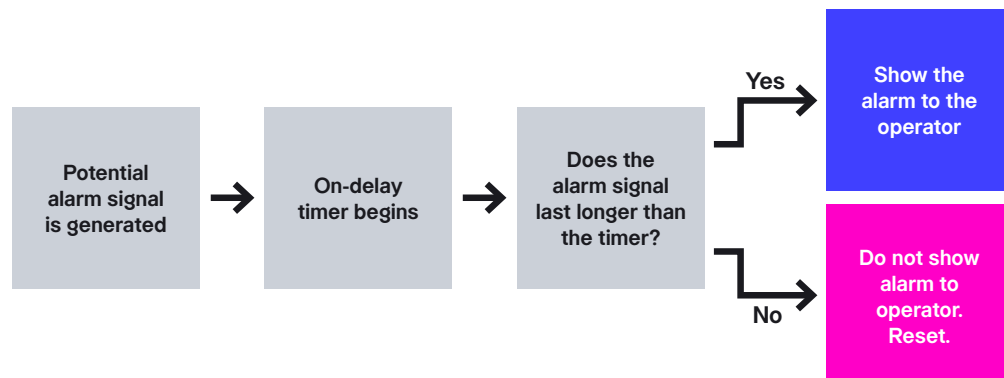 Potential
alarm signal
is generated
On-delay
timer begins
Does the
alarm signal
last longer than
the timer?
Yes
Show the
alarm to the
operator
No
Do not show
alarm to
operator.
Reset.